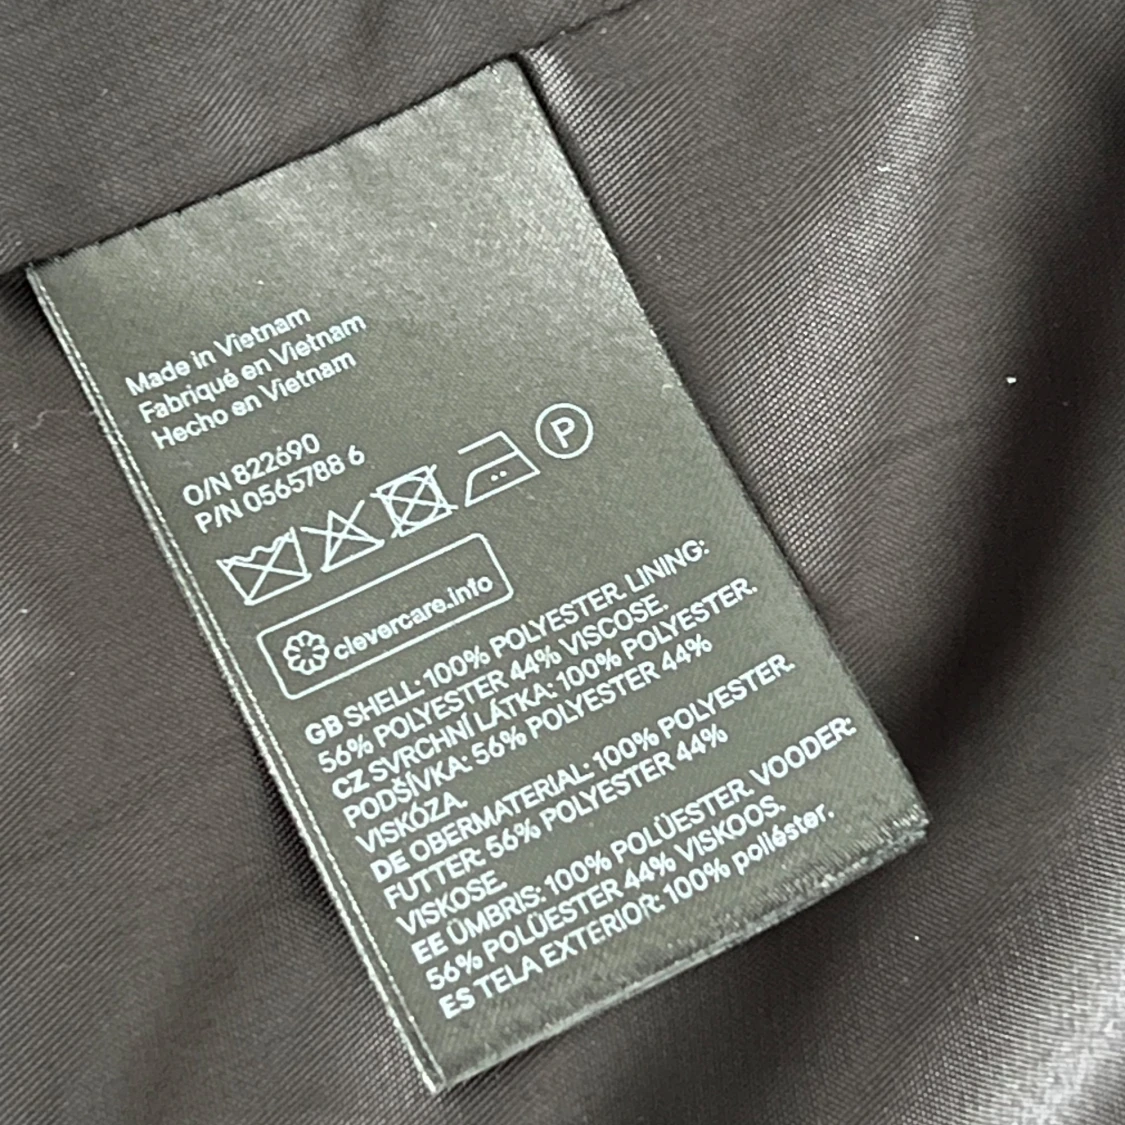 Made in Vietnam
Fabriqué en Vietnam
Hecho en Vietnam
O/N 822690
P/N 0565788 6
P
clevercare.info
GB SHELL: 100% POLYESTER. LINING:
56% POLYESTER 44% VISCOSE.
CZ SVRCHNÍ LÁTKA: 100% POLYESTER.
PODŠÍVKA: 56% POLYESTER 44%
VISKÓZA.
DE OBERMATERIAL: 100% POLYESTER.
FUTTER: 56% POLYESTER 44%
VISKOSE.
EE ÜMBRIS: 100% POLÜESTER. VOODER:
56% POLÜESTER 44% VISKOOS.
ES TELA EXTERIOR: 100% poliéster.